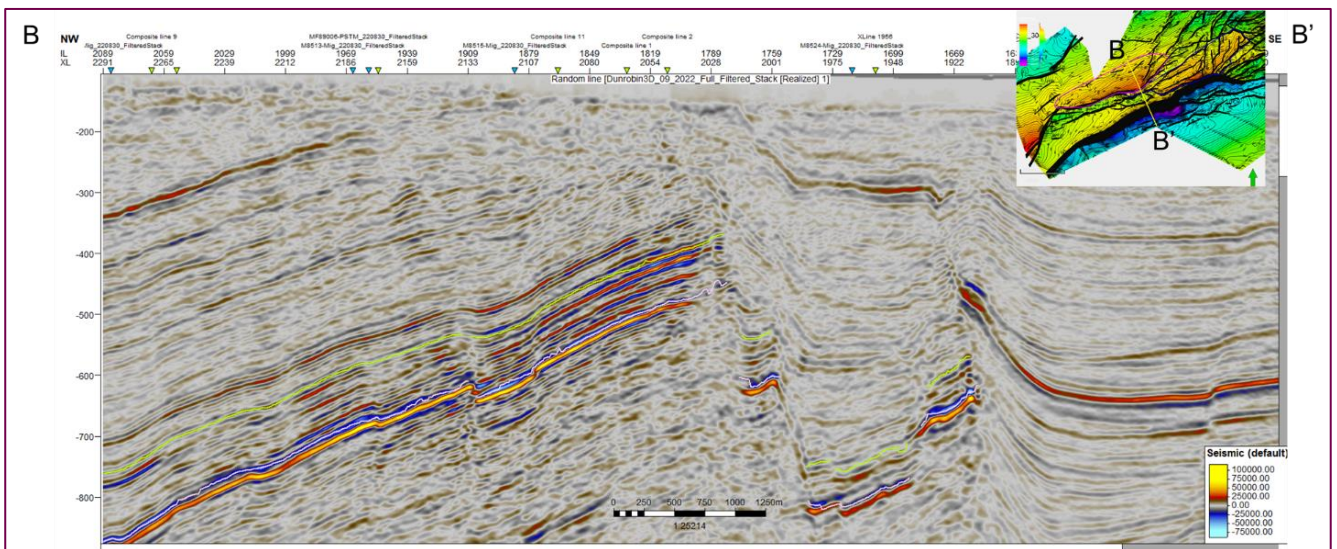 B
NW
Composite line 9
MF89006-PSTM_220830_FilteredStack
Composite line 11
Composite line 2
XLine 1966
SE
B'
Mig_220830_FilteredStack
M8513-Mig_220830_FilteredStack
M8515-Mig_220830_FilteredStack
Composite line 1
M8524-Mig_220830_FilteredStack
IL 2089 2059 2029 1999 1969 1939 1909 1879 1849 1819 1789 1759 1729 1699 1669
XL 2291 2265 2239 2212 2186 2159 2133 2107 2080 2054 2028 2001 1975 1948 1922
Random line [Dunrobin3D_09_2022_Full_Filtered_Stack [Realized] 1]
B
B'
-200
-300
-400
-500
-600
-700
-800
0 250 500 750 1000 1250m
1:25214
Seismic (default)
100000.00
75000.00
50000.00
25000.00
0.00
-25000.00
-50000.00
-75000.00